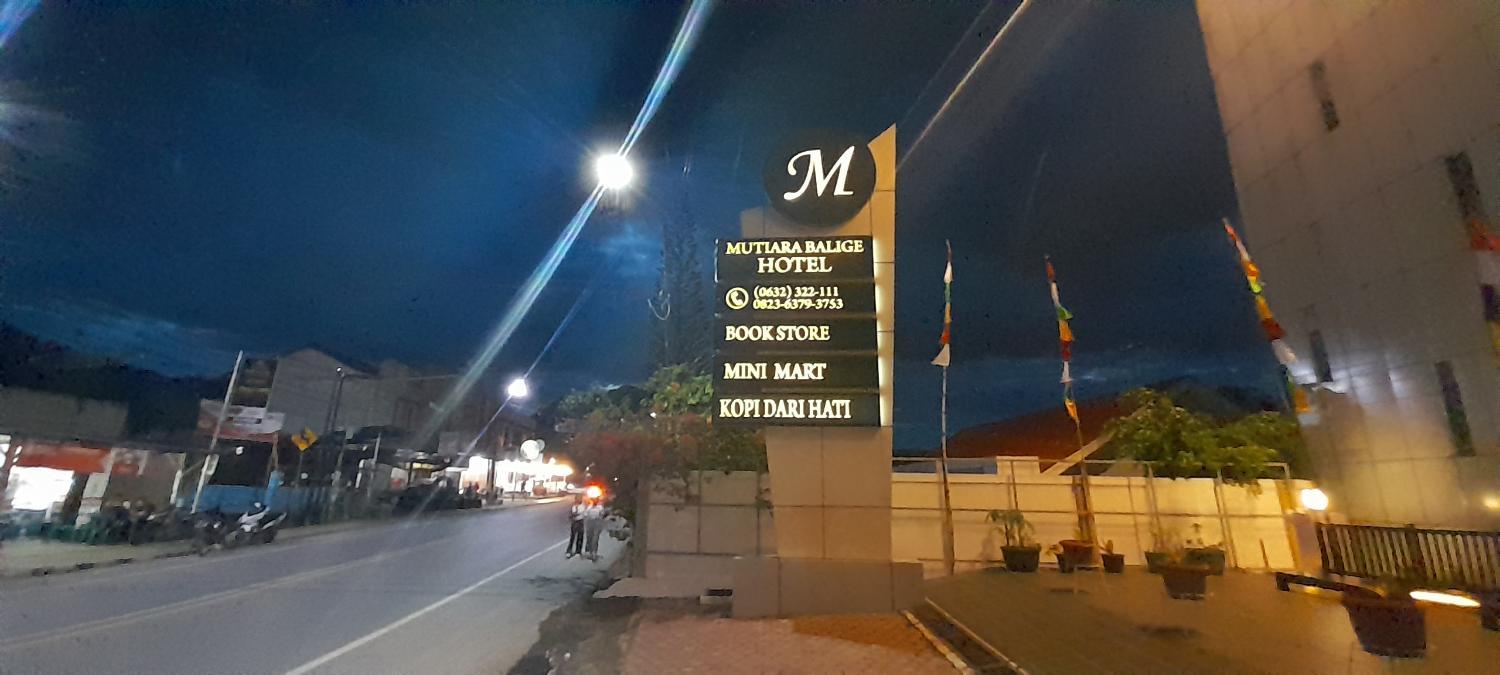 M
MUTIARA BALIGE
HOTEL
(0632) 322-111
0823-6379-3753
BOOK STORE
MINI MART
KOPI DARI HATI